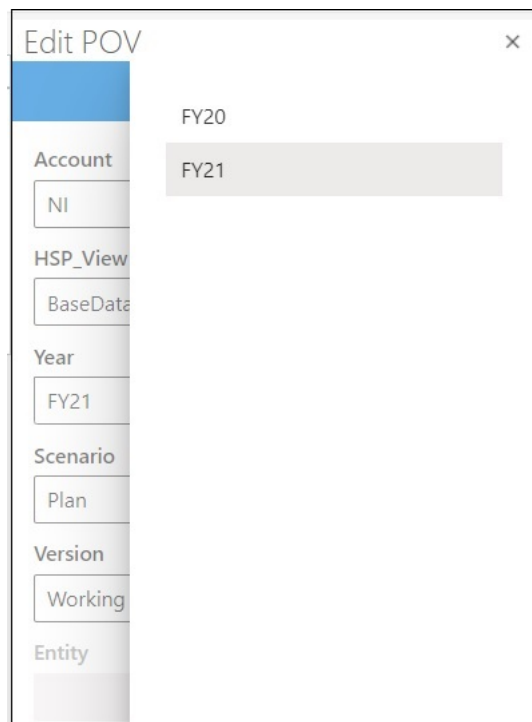 Edit POV
×
FY20
FY21
Account
NI
HSP_View
BaseData
Year
FY21
Scenario
Plan
Version
Working
Entity